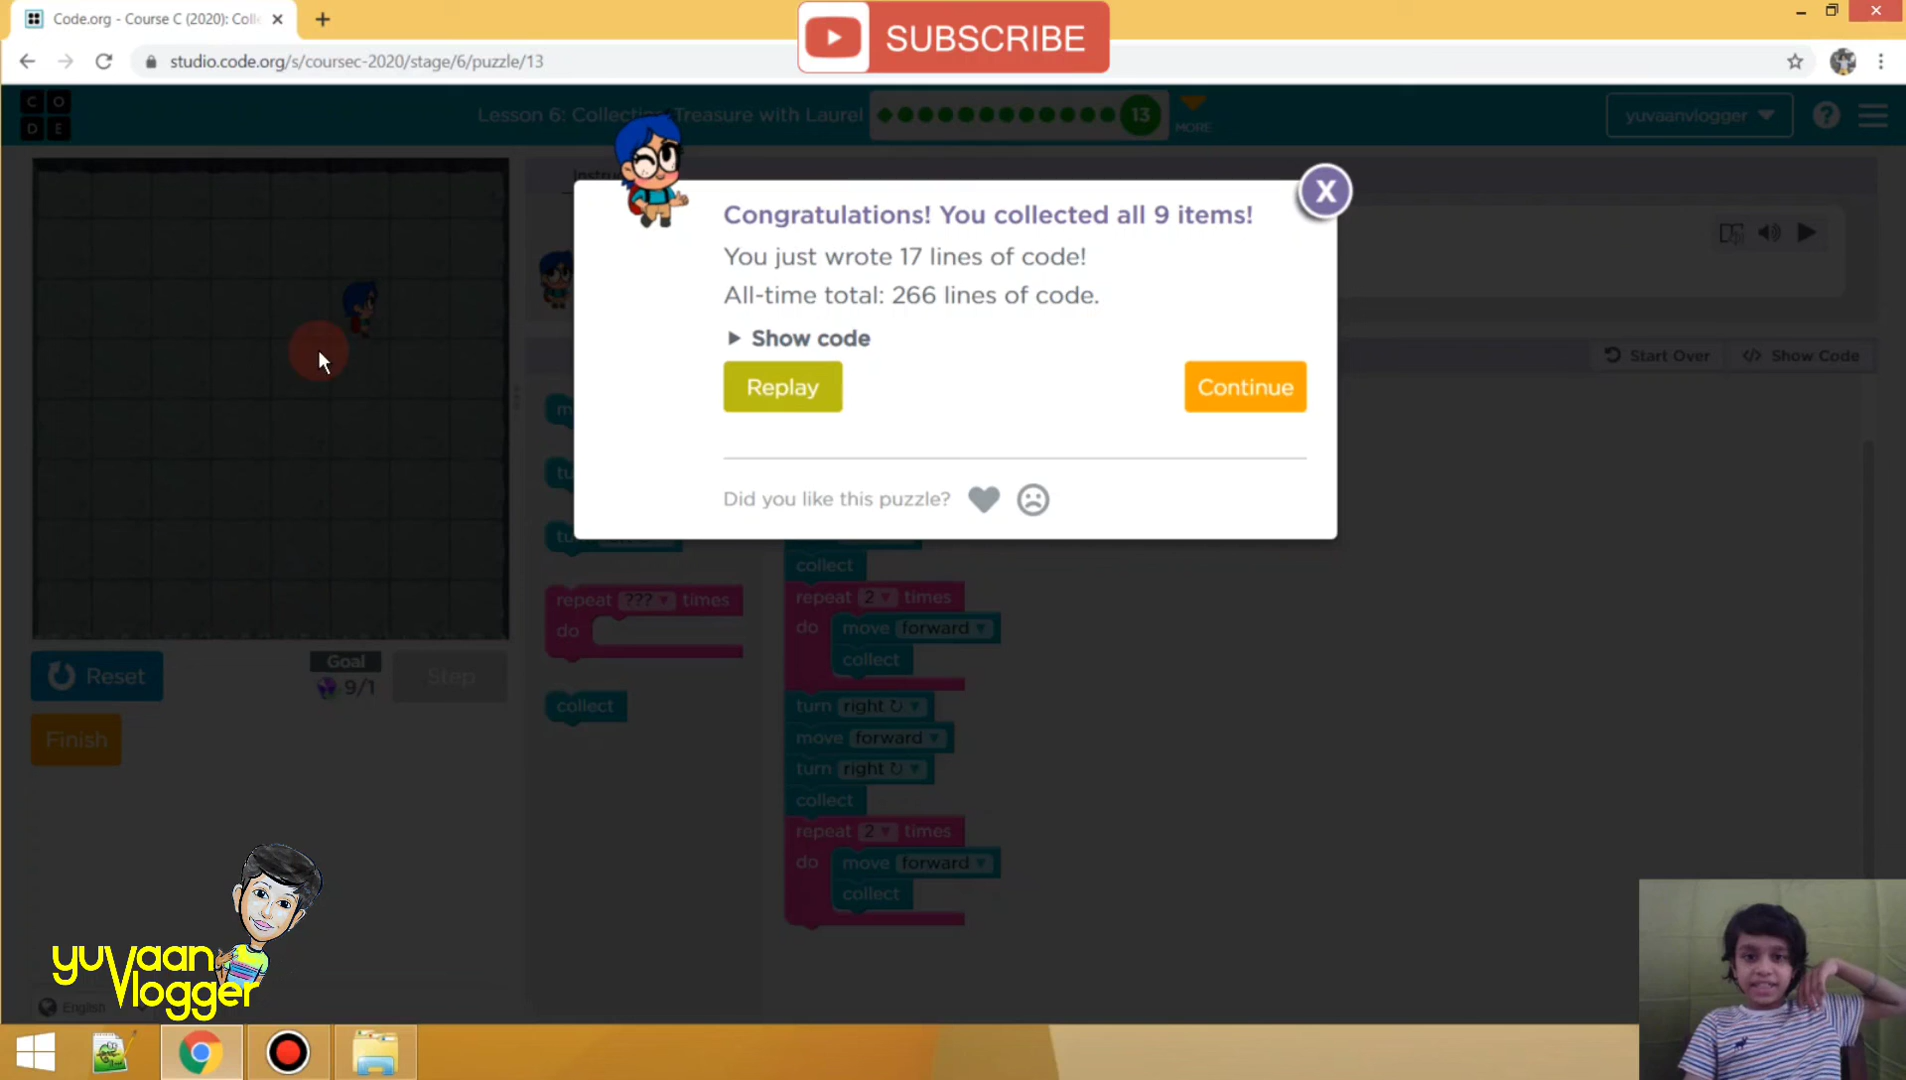 Code.org - Course C (2020): Coll
SUBSCRIBE
studio.code.org/s/coursec-2020/stage/6/puzzle/13
CODE
Lesson 6: Collecting Treasure with Laurel
13
MORE
yuvaanvlogger
?
Congratulations! You collected all 9 items!
You just wrote 17 lines of code!
All-time total: 266 lines of code.
Show code
Replay
Continue
Did you like this puzzle?
X
Start Over
Show Code
repeat ??? times
do
collect
collect
repeat 2 times
do
move forward
collect
turn right
move forward
turn right
collect
repeat 2 times
do
move forward
collect
Reset
Goal
9/1
Step
Finish
yuvaan
Vlogger
English